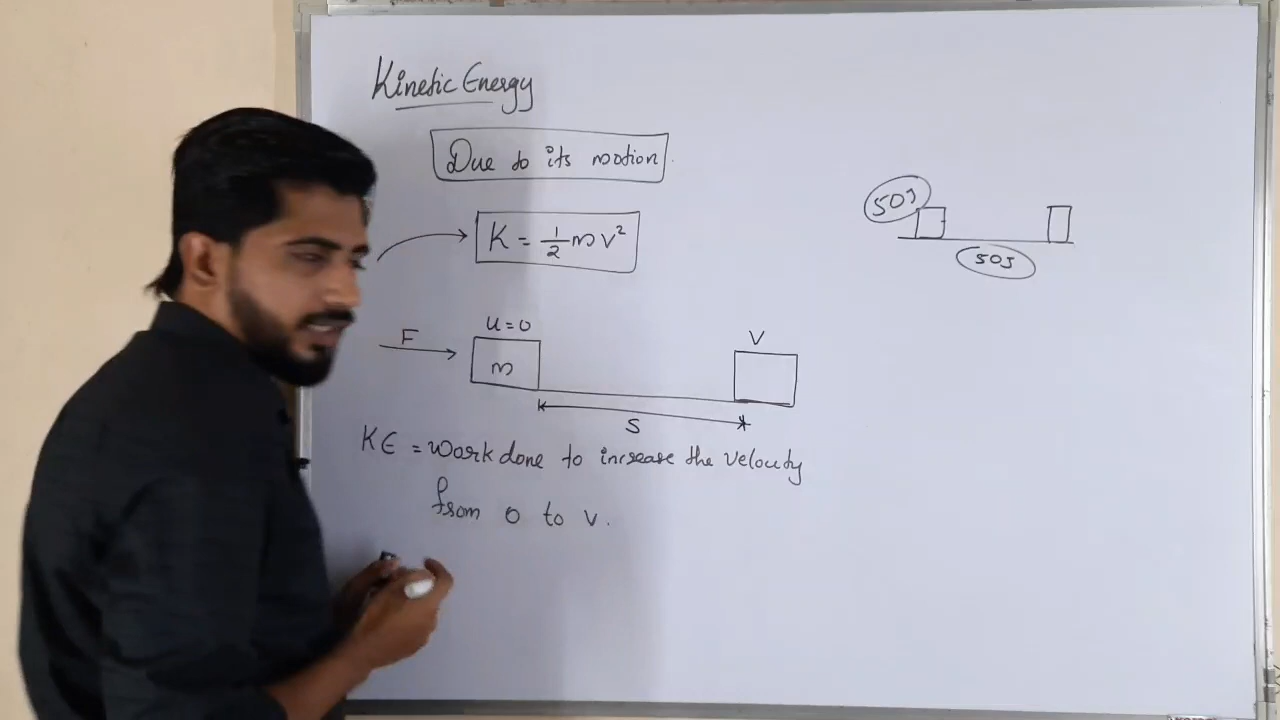 Kinetic Energy
Due to its motion
K = 1/2 m v²
50J
50J
F
u = 0
m
V
S
KE = Work done to increase the velocity
from 0 to v.